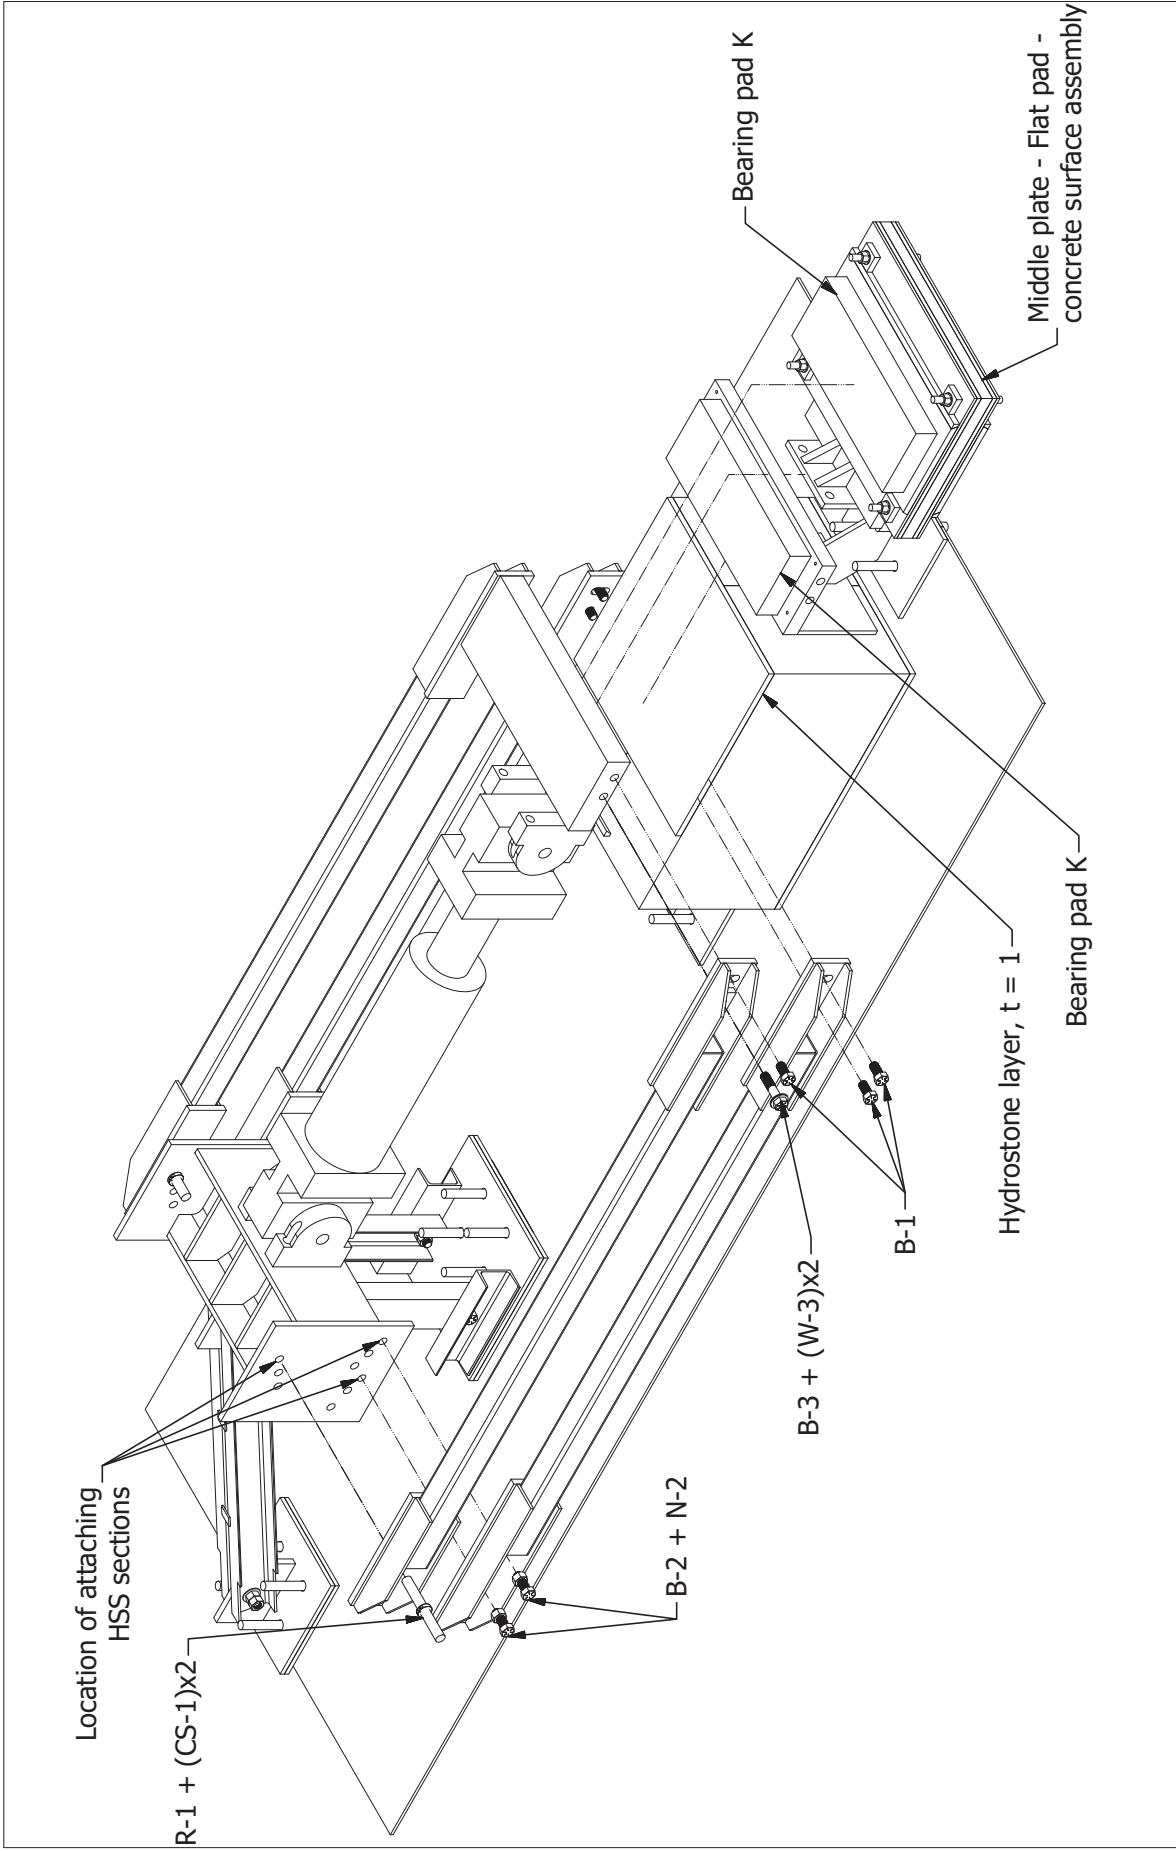 Location of attaching
HSS sections
R-1 + (CS-1)x2
B-2 + N-2
B-3 + (W-3)x2
B-1
Hydrostone layer, t = 1
Bearing pad K
Bearing pad K
Middle plate - Flat pad -
concrete surface assembly